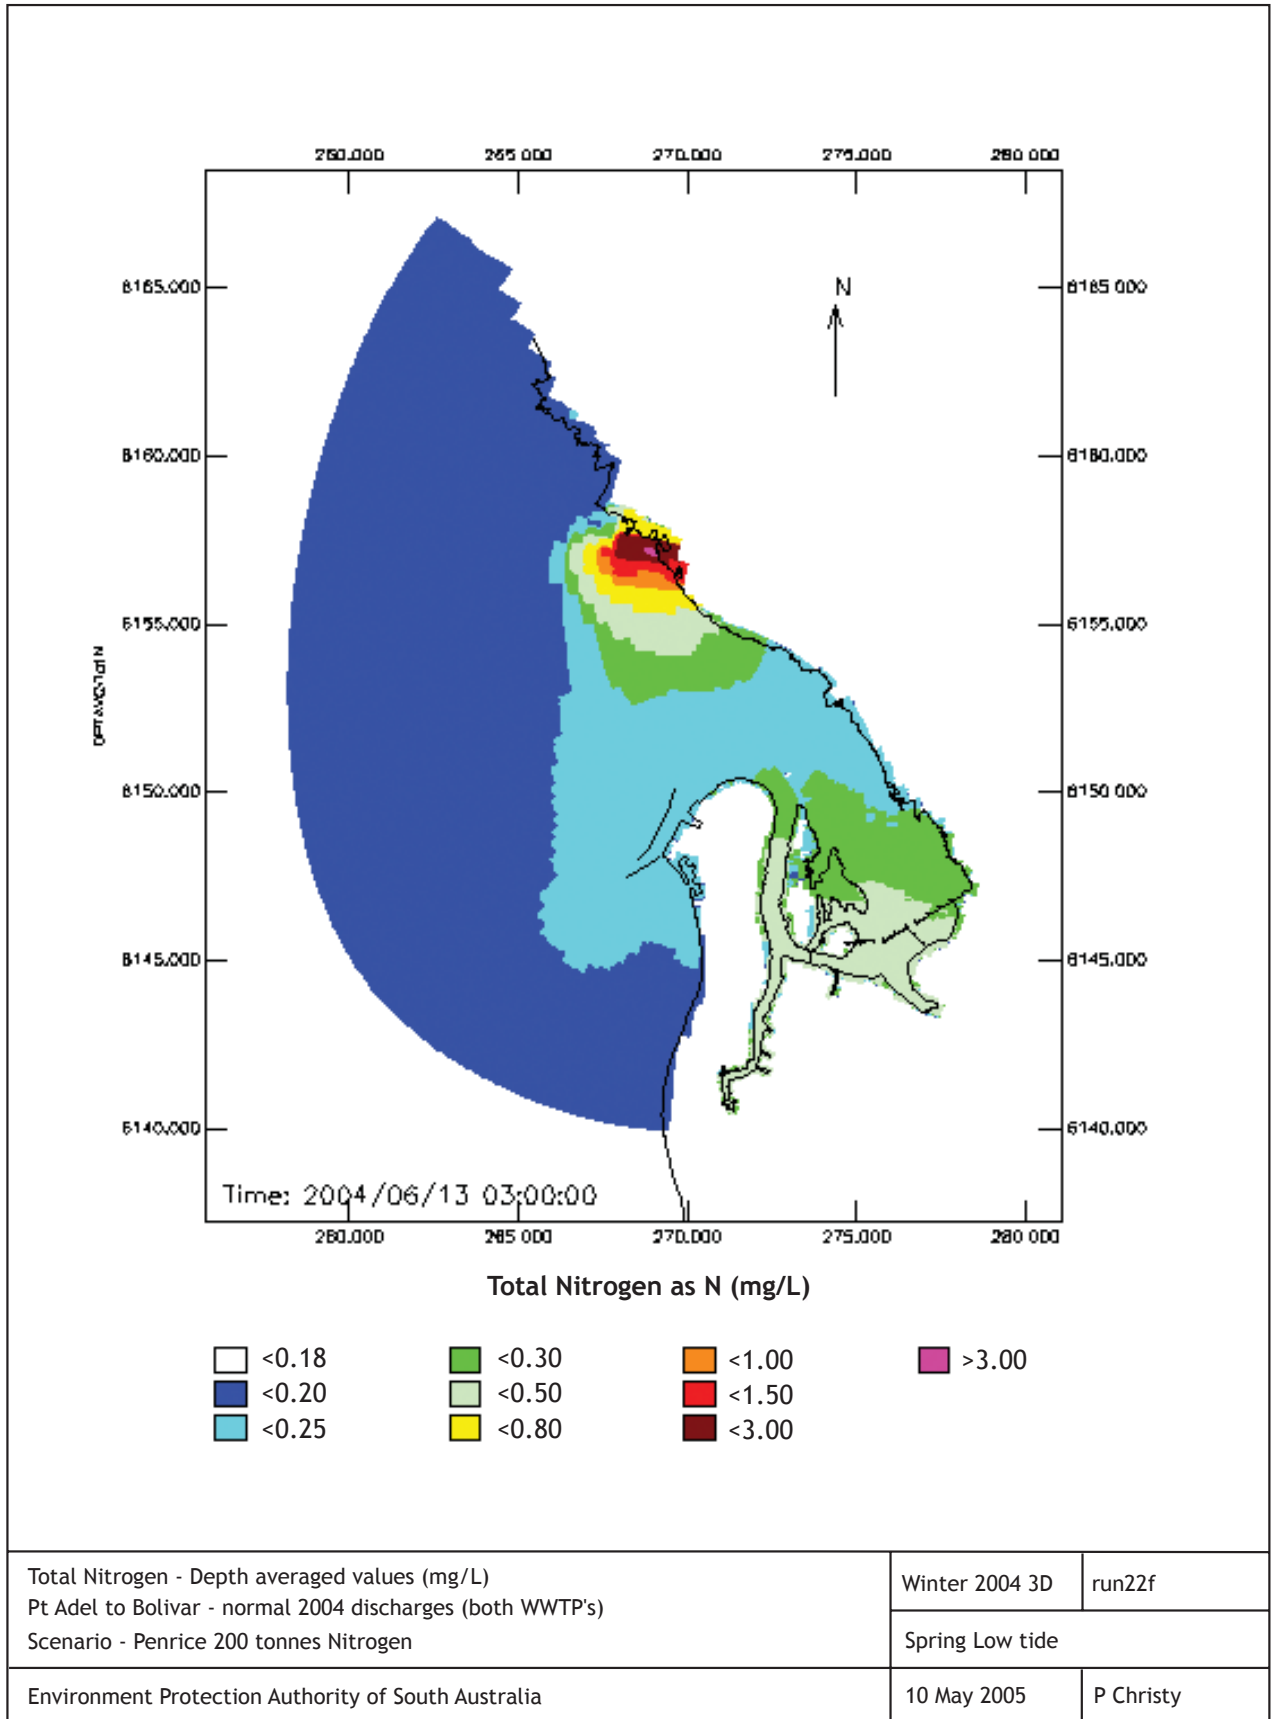 260.000 265 000 270.000 275.000 280 000
N
6165.000 6165 000
6160.000 6160.000
6155.000 6155.000
6150.000 6150 000
6145.000 6145.000
6140.000 6140.000
Time: 2004/06/13 03:00:00
260.000 265 000 270.000 275.000 280 000
Total Nitrogen as N (mg/L)
<0.18 <0.30 <1.00 >3.00
<0.20 <0.50 <1.50
<0.25 <0.80 <3.00
Total Nitrogen - Depth averaged values (mg/L)
Pt Adel to Bolivar - normal 2004 discharges (both WWTP's)
Scenario - Penrice 200 tonnes Nitrogen
Winter 2004 3D run22f
Spring Low tide
Environment Protection Authority of South Australia
10 May 2005 P Christy